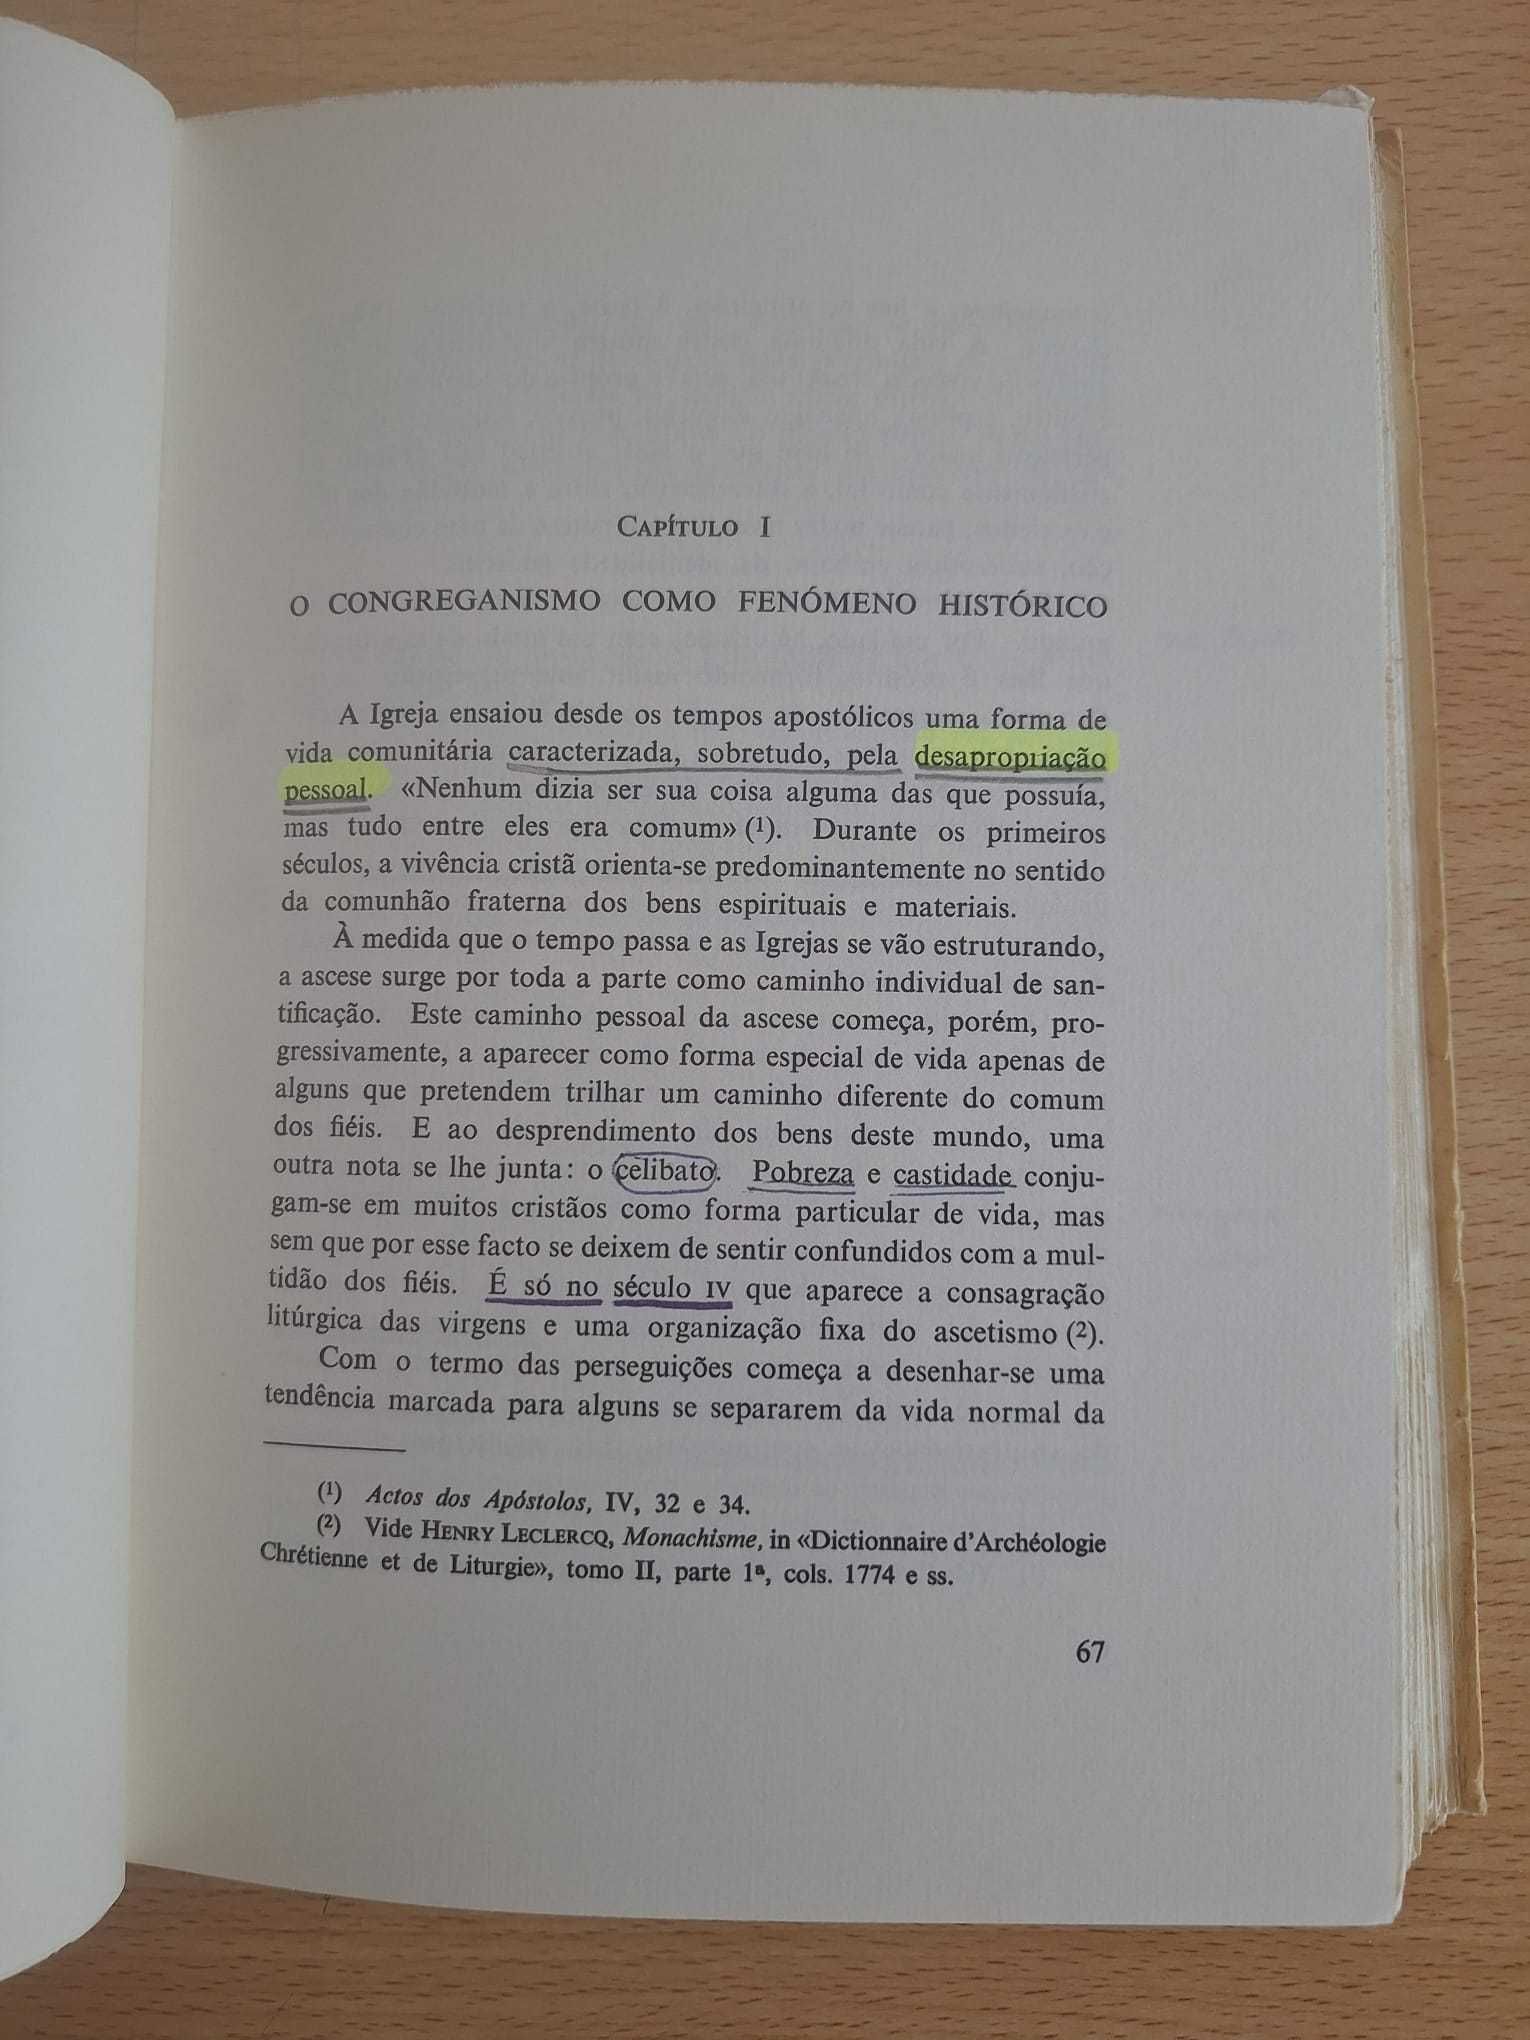 CAPÍTULO I
O CONGREGANISMO COMO FENÓMENO HISTÓRICO
A Igreja ensaiou desde os tempos apostólicos uma forma de
vida comunitária caracterizada, sobretudo, pela desapropriação
pessoal. «Nenhum dizia ser sua coisa alguma das que possuía,
mas tudo entre eles era comum» (¹). Durante os primeiros
séculos, a vivência cristã orienta-se predominantemente no sentido
da comunhão fraterna dos bens espirituais e materiais.
À medida que o tempo passa e as Igrejas se vão estruturando,
a ascese surge por toda a parte como caminho individual de san-
tificação. Este caminho pessoal da ascese começa, porém, pro-
gressivamente, a aparecer como forma especial de vida apenas de
alguns que pretendem trilhar um caminho diferente do comum
dos fiéis. E ao desprendimento dos bens deste mundo, uma
outra nota se lhe junta: o celibato. Pobreza e castidade conju-
gam-se em muitos cristãos como forma particular de vida, mas
sem que por esse facto se deixem de sentir confundidos com a mul-
tidão dos fiéis. É só no século IV que aparece a consagração
litúrgica das virgens e uma organização fixa do ascetismo (²).
Com o termo das perseguições começa a desenhar-se uma
tendência marcada para alguns se separarem da vida normal da
(¹) Actos dos Apóstolos, IV, 32 e 34.
(²) Vide HENRY LECLERCQ, Monachisme, in «Dictionnaire d'Archéologie
Chrétienne et de Liturgie», tomo II, parte 1ª, cols. 1774 e ss.
67